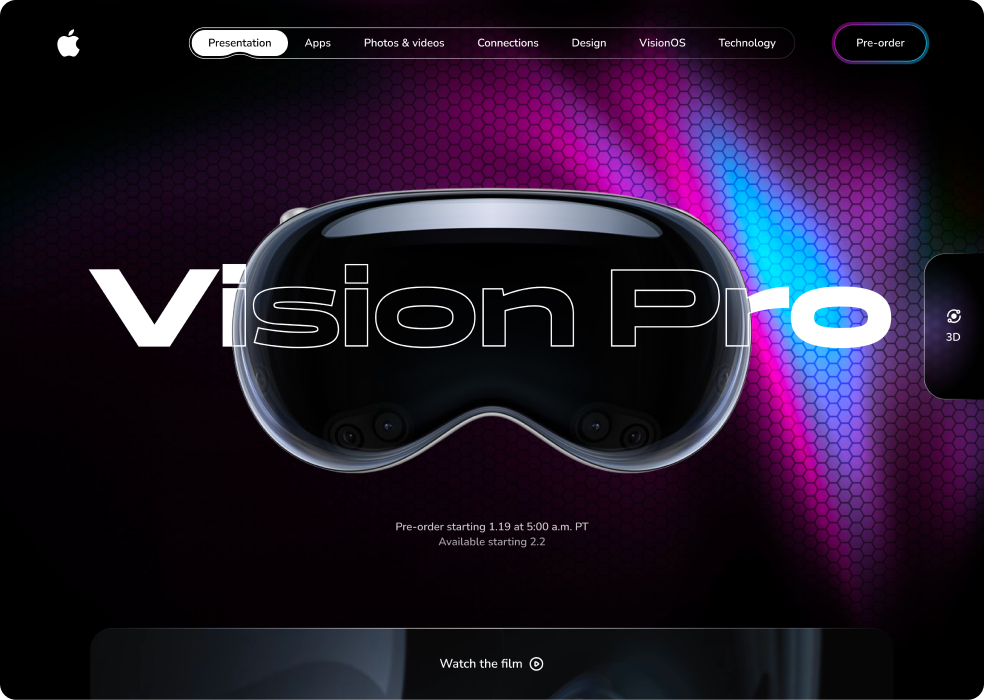 Presentation
Apps
Photos & videos
Connections
Design
VisionOS
Technology
Pre-order
Vision Pro
3D
Pre-order starting 1.19 at 5:00 a.m. PT
Available starting 2.2
Watch the film